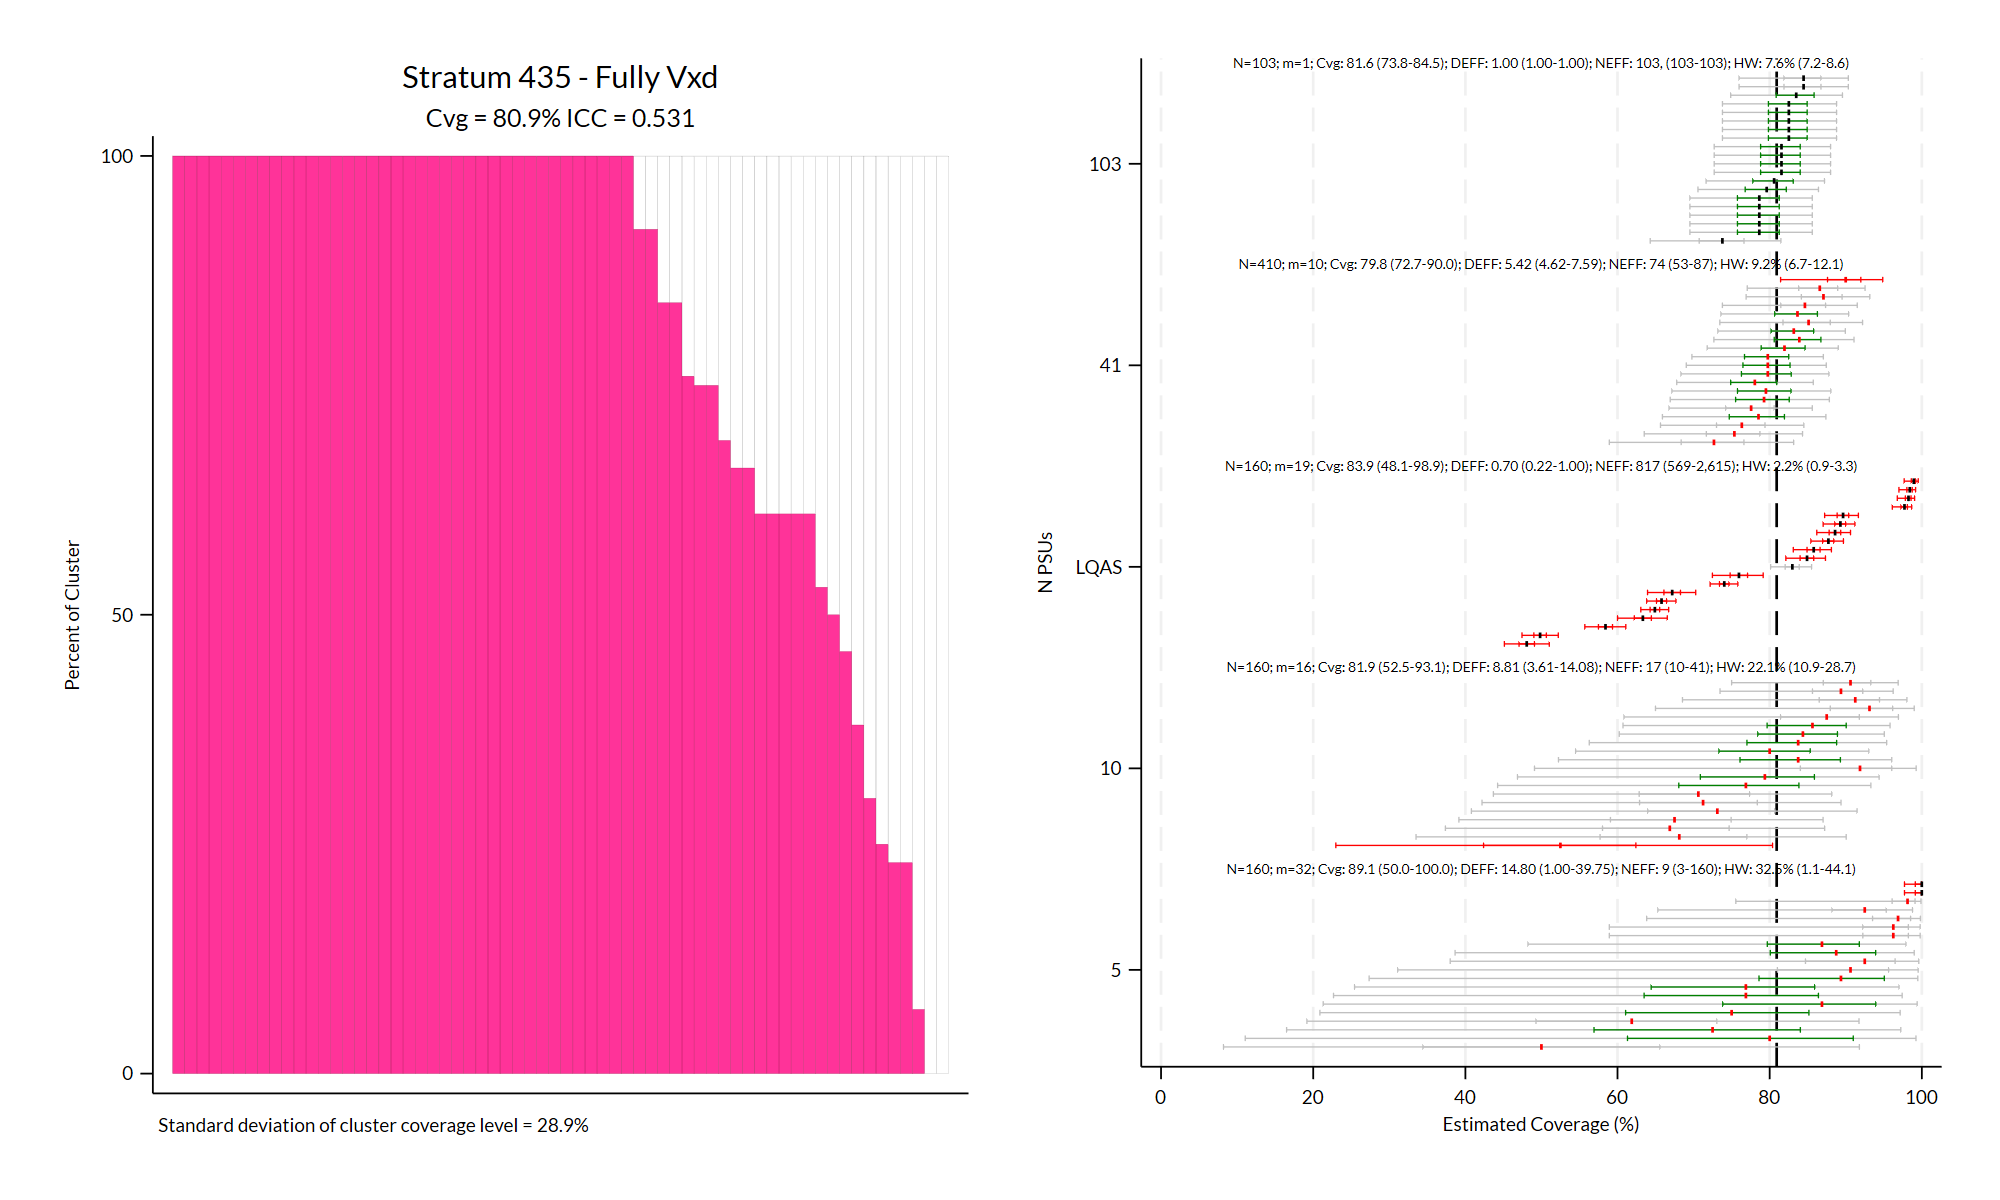 Stratum 435 - Fully Vxd
Cvg = 80.9% ICC = 0.531
100
50
0
Percent of Cluster
Standard deviation of cluster coverage level = 28.9%
N=103; m=1; Cvg: 81.6 (73.8-84.5); DEFF: 1.00 (1.00-1.00); NEFF: 103, (103-103); HW: 7.6% (7.2-8.6)
103
N=410; m=10; Cvg: 79.8 (72.7-90.0); DEFF: 5.42 (4.62-7.59); NEFF: 74 (53-87); HW: 9.2% (6.7-12.1)
41
N=160; m=19; Cvg: 83.9 (48.1-98.9); DEFF: 0.70 (0.22-1.00); NEFF: 817 (569-2,615); HW: 2.2% (0.9-3.3)
LQAS
N=160; m=16; Cvg: 81.9 (52.5-93.1); DEFF: 8.81 (3.61-14.08); NEFF: 17 (10-41); HW: 22.1% (10.9-28.7)
10
N=160; m=32; Cvg: 89.1 (50.0-100.0); DEFF: 14.80 (1.00-39.75); NEFF: 9 (3-160); HW: 32.5% (1.1-44.1)
5
N PSUs
0 20 40 60 80 100
Estimated Coverage (%)